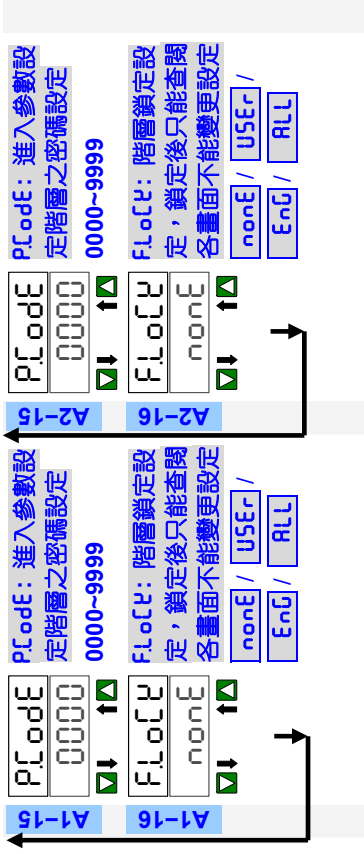 A1-15
P.CodE
0000
P.CodE: 進入參數設
定階層之密碼設定
0000~9999
A1-16
F.LoCK
nonE
F.LoCK: 階層鎖定設
定，鎖定後只能查閱
各畫面不能變更設定
nonE / USEr /
EnG / ALL
A2-15
P.CodE
0000
P.CodE: 進入參數設
定階層之密碼設定
0000~9999
A2-16
F.LoCK
nonE
F.LoCK: 階層鎖定設
定，鎖定後只能查閱
各畫面不能變更設定
nonE / USEr /
EnG / ALL